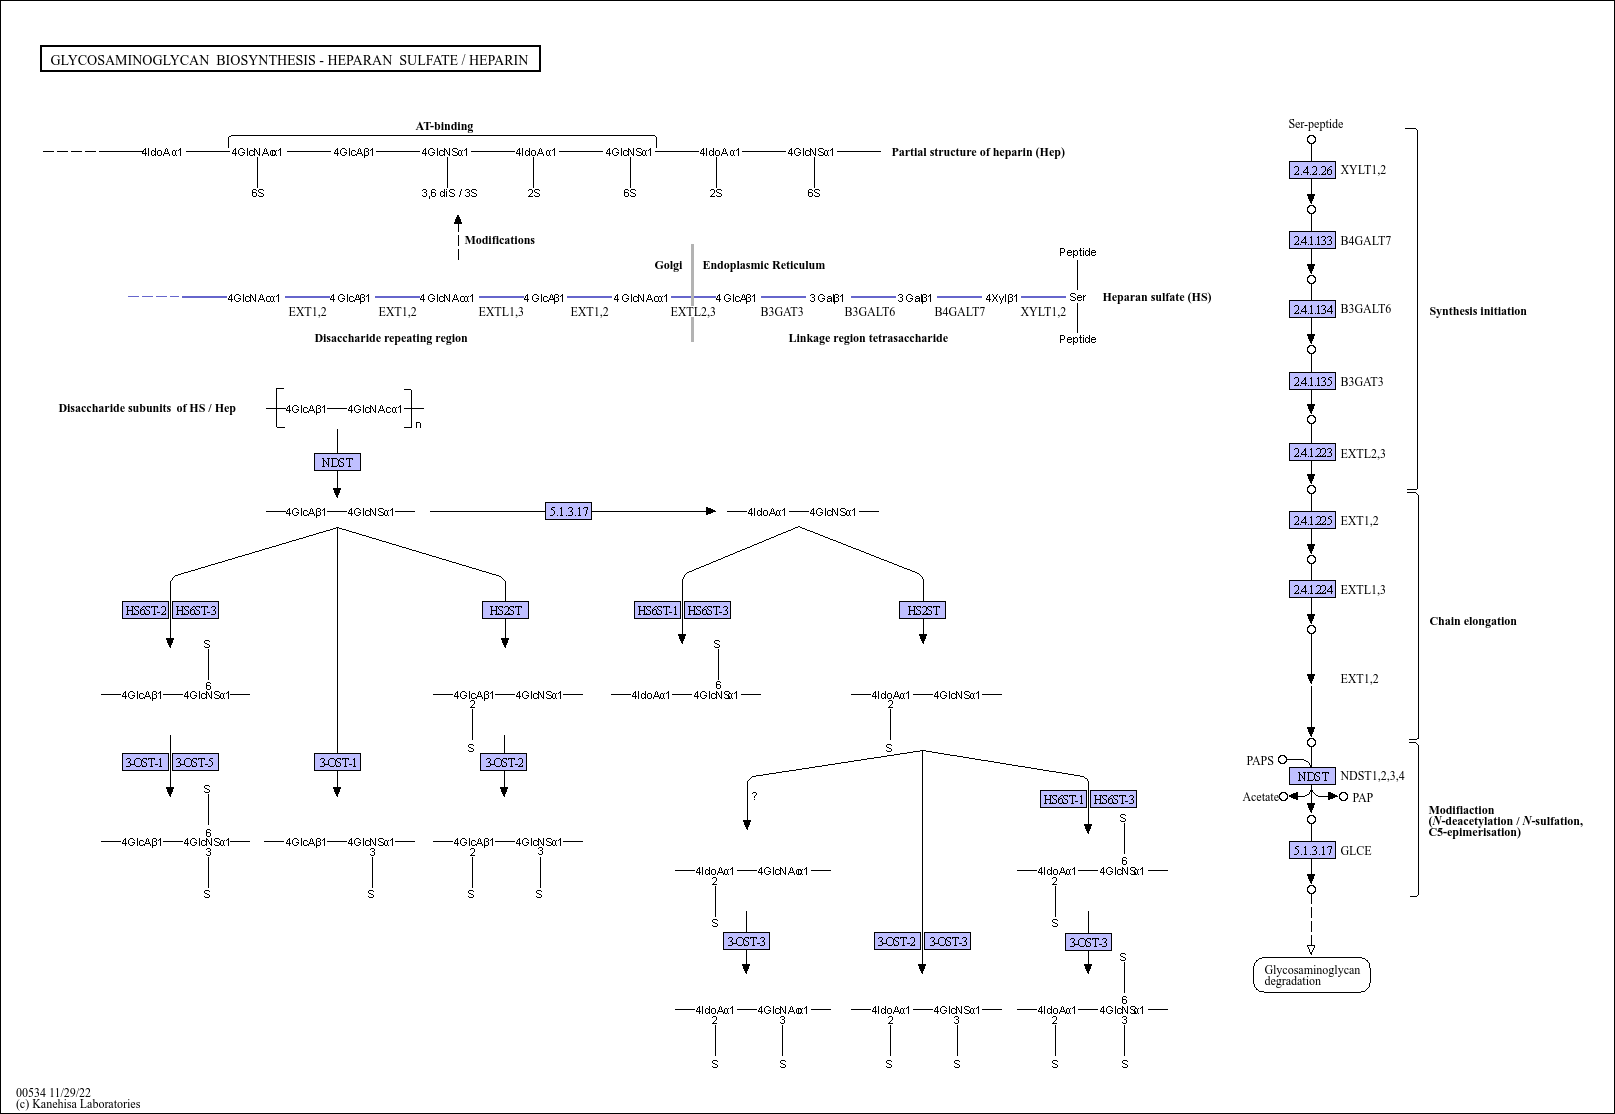 GLYCOSAMINOGLYCAN BIOSYNTHESIS - HEPARAN SULFATE / HEPARIN
AT-binding
4IdoAα1 4GlcNAα1 4GlcAβ1 4GlcNSα1 4IdoAα1 4GlcNSα1 4IdoAα1 4GlcNSα1 Partial structure of heparin (Hep)
6S 3,6 diS / 3S 2S 6S 2S 6S
Modifications
Golgi Endoplasmic Reticulum
Peptide
4GlcNAcα1 4GlcAβ1 4GlcNAcα1 4GlcAβ1 4GlcNAcα1 4GlcAβ1 3Galβ1 3Galβ1 4Xylβ1 Ser Heparan sulfate (HS)
EXT1,2 EXT1,2 EXTL1,3 EXT1,2 EXTL2,3 B3GAT3 B3GALT6 B4GALT7 XYLT1,2
Disaccharide repeating region Linkage region tetrasaccharide
Peptide
Disaccharide subunits of HS / Hep
4GlcAβ1 4GlcNAcα1
n
NDST
4GlcAβ1 4GlcNSα1 5.1.3.17 4IdoAα1 4GlcNSα1
HS6ST-2 HS6ST-3 HS2ST HS6ST-1 HS6ST-3 HS2ST
S S
6 6
4GlcAβ1 4GlcNSα1 4GlcAβ1 4GlcNSα1 4IdoAα1 4GlcNSα1 4IdoAα1 4GlcNSα1
2 2
S S
3-OST-1 3-OST-5 3-OST-1 3-OST-2
S
6
4GlcAβ1 4GlcNSα1 4GlcAβ1 4GlcNSα1 4GlcAβ1 4GlcNSα1
3 3 2 3
S S S S
? HS6ST-1 HS6ST-3
S
6
4IdoAα1 4GlcNAα1 4IdoAα1 4GlcNSα1
2 2
S S
3-OST-3 3-OST-2 3-OST-3 3-OST-3
S
6
4IdoAα1 4GlcNAα1 4IdoAα1 4GlcNSα1 4IdoAα1 4GlcNSα1
2 3 2 3 2 3
S S S S S S
Ser-peptide
2.4.2.26 XYLT1,2
2.4.1.133 B4GALT7
2.4.1.134 B3GALT6
Synthesis initiation
2.4.1.135 B3GAT3
2.4.1.223 EXTL2,3
2.4.1.225 EXT1,2
2.4.1.224 EXTL1,3
Chain elongation
EXT1,2
PAPS
NDST NDST1,2,3,4
Acetate PAP
Modifiaction
(N-deacetylation / N-sulfation,
C5-epimerisation)
5.1.3.17 GLCE
Glycosaminoglycan
degradation
00534 11/29/22
(c) Kanehisa Laboratories